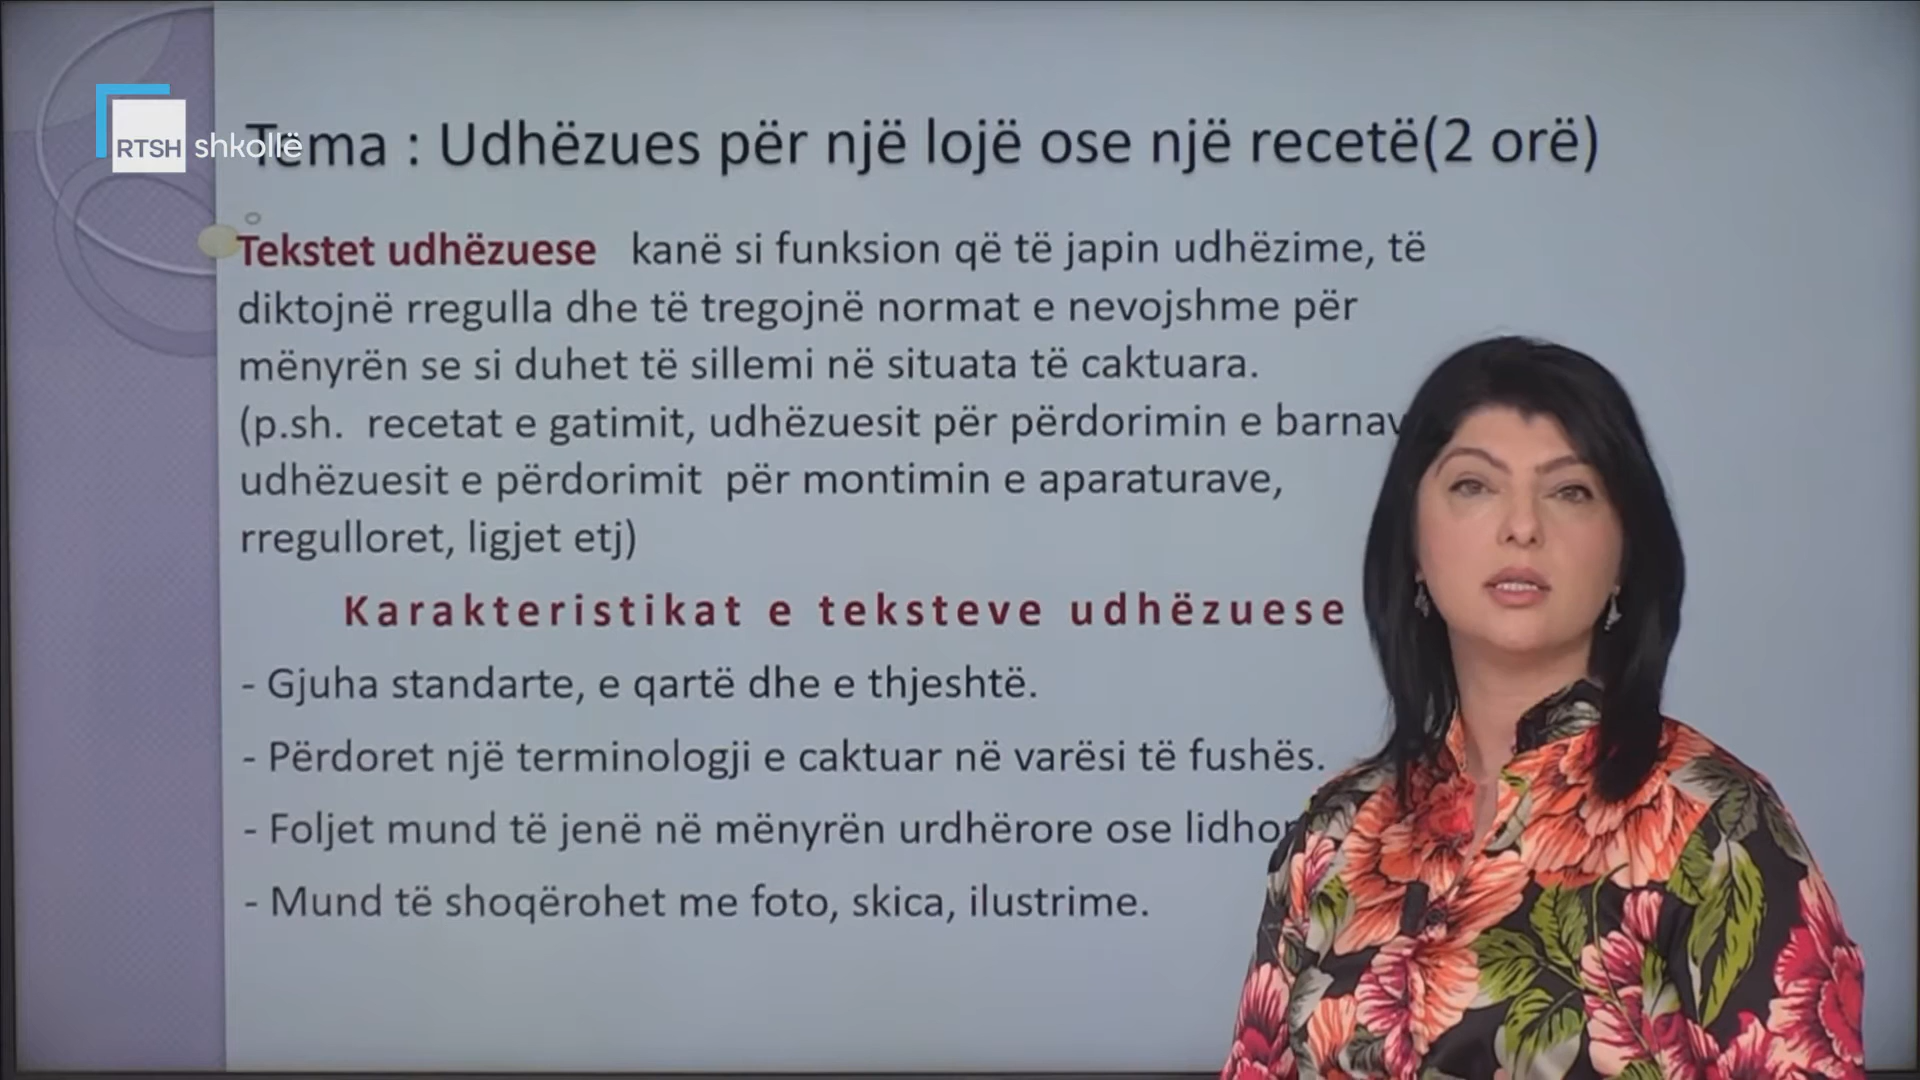 RTSH shkollë
Tema : Udhëzues për një lojë ose një recetë(2 orë)
Tekstet udhëzuese kanë si funksion që të japin udhëzime, të
diktojnë rregulla dhe të tregojnë normat e nevojshme për
mënyrën se si duhet të sillemi në situata të caktuara.
(p.sh. recetat e gatimit, udhëzuesit për përdorimin e
udhëzuesit e përdorimit për montimin e aparaturave,
rregulloret, ligjet etj)
Karakteristikat e teksteve udhëzuese
- Gjuha standarte, e qartë dhe e thjeshtë.
- Përdoret një terminologji e caktuar në varësi të fushës.
- Foljet mund të jenë në mënyrën urdhërore ose
- Mund të shoqërohet me foto, skica, ilustrime.